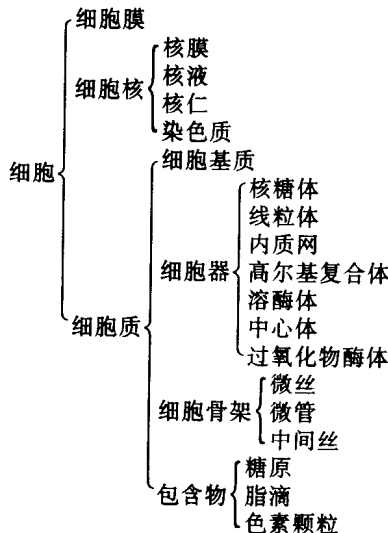 细胞膜
核膜
细胞核
核液
核仁
染色质
细胞
细胞基质
核糖体
线粒体
内质网
细胞器
高尔基复合体
溶酶体
细胞质
中心体
过氧化物酶体
微丝
细胞骨架
微管
中间丝
糖原
包含物
脂滴
色素颗粒